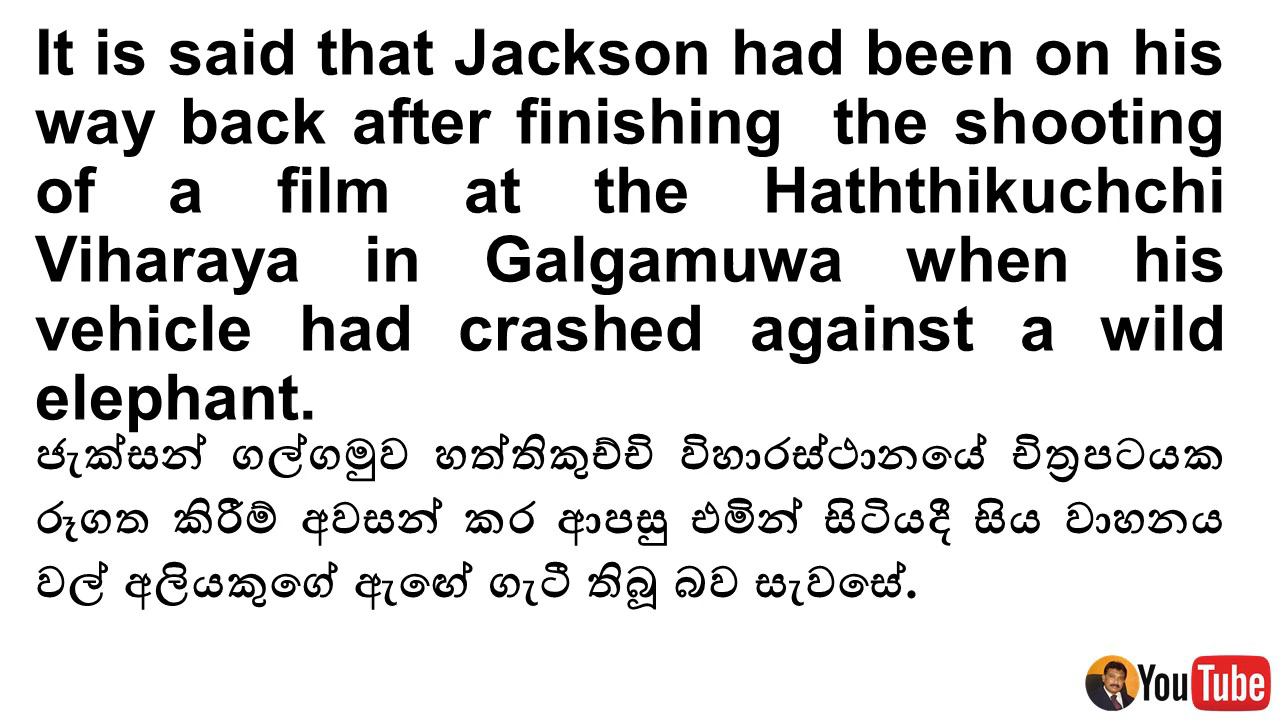 It is said that Jackson had been on his
way back after finishing the shooting
of a film at the Haththikuchchi
Viharaya in Galgamuwa when his
vehicle had crashed against a wild
elephant.
ජැක්සන් ගල්ගමුව හත්තිකුච්චි විහාරස්ථානයේ චිත්‍රපටයක
රූගත කිරීම් අවසන් කර ආපසු එමින් සිටියදී සිය වාහනය
වල් අලියකුගේ ඇඟේ ගැටී තිබූ බව සැවසේ.
YouTube